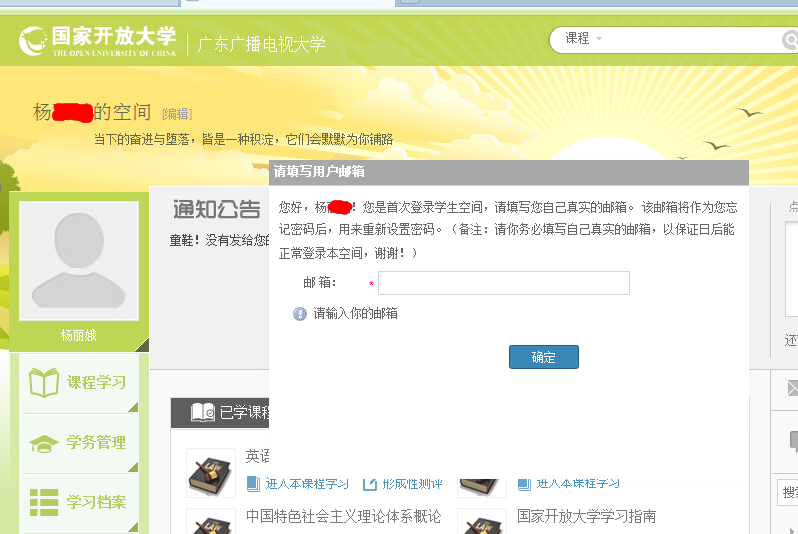 国家开放大学
THE OPEN UNIVERSITY OF CHINA
广东广播电视大学
课程
杨 的空间 [编辑]
当下的奋进与堕落，皆是一种积淀，它们会默默为你铺路
请填写用户邮箱
通知公告
童鞋！没有发给您的
您好，杨 ！您是首次登录学生空间，请填写您自己真实的邮箱。 该邮箱将作为您忘
记密码后，用来重新设置密码。（备注：请你务必填写自己真实的邮箱，以保证日后能
正常登录本空间，谢谢！）
邮 箱： *
请输入你的邮箱
确定
杨丽娥
课程学习
学务管理
学习档案
已学课程
英语
进入本课程学习 形成性测评 进入本课程学习
中国特色社会主义理论体系概论 国家开放大学学习指南
还
搜索